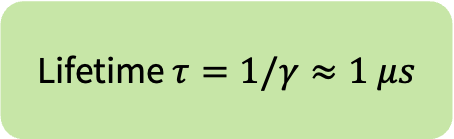 Lifetime τ = 1/γ ≈ 1 μs